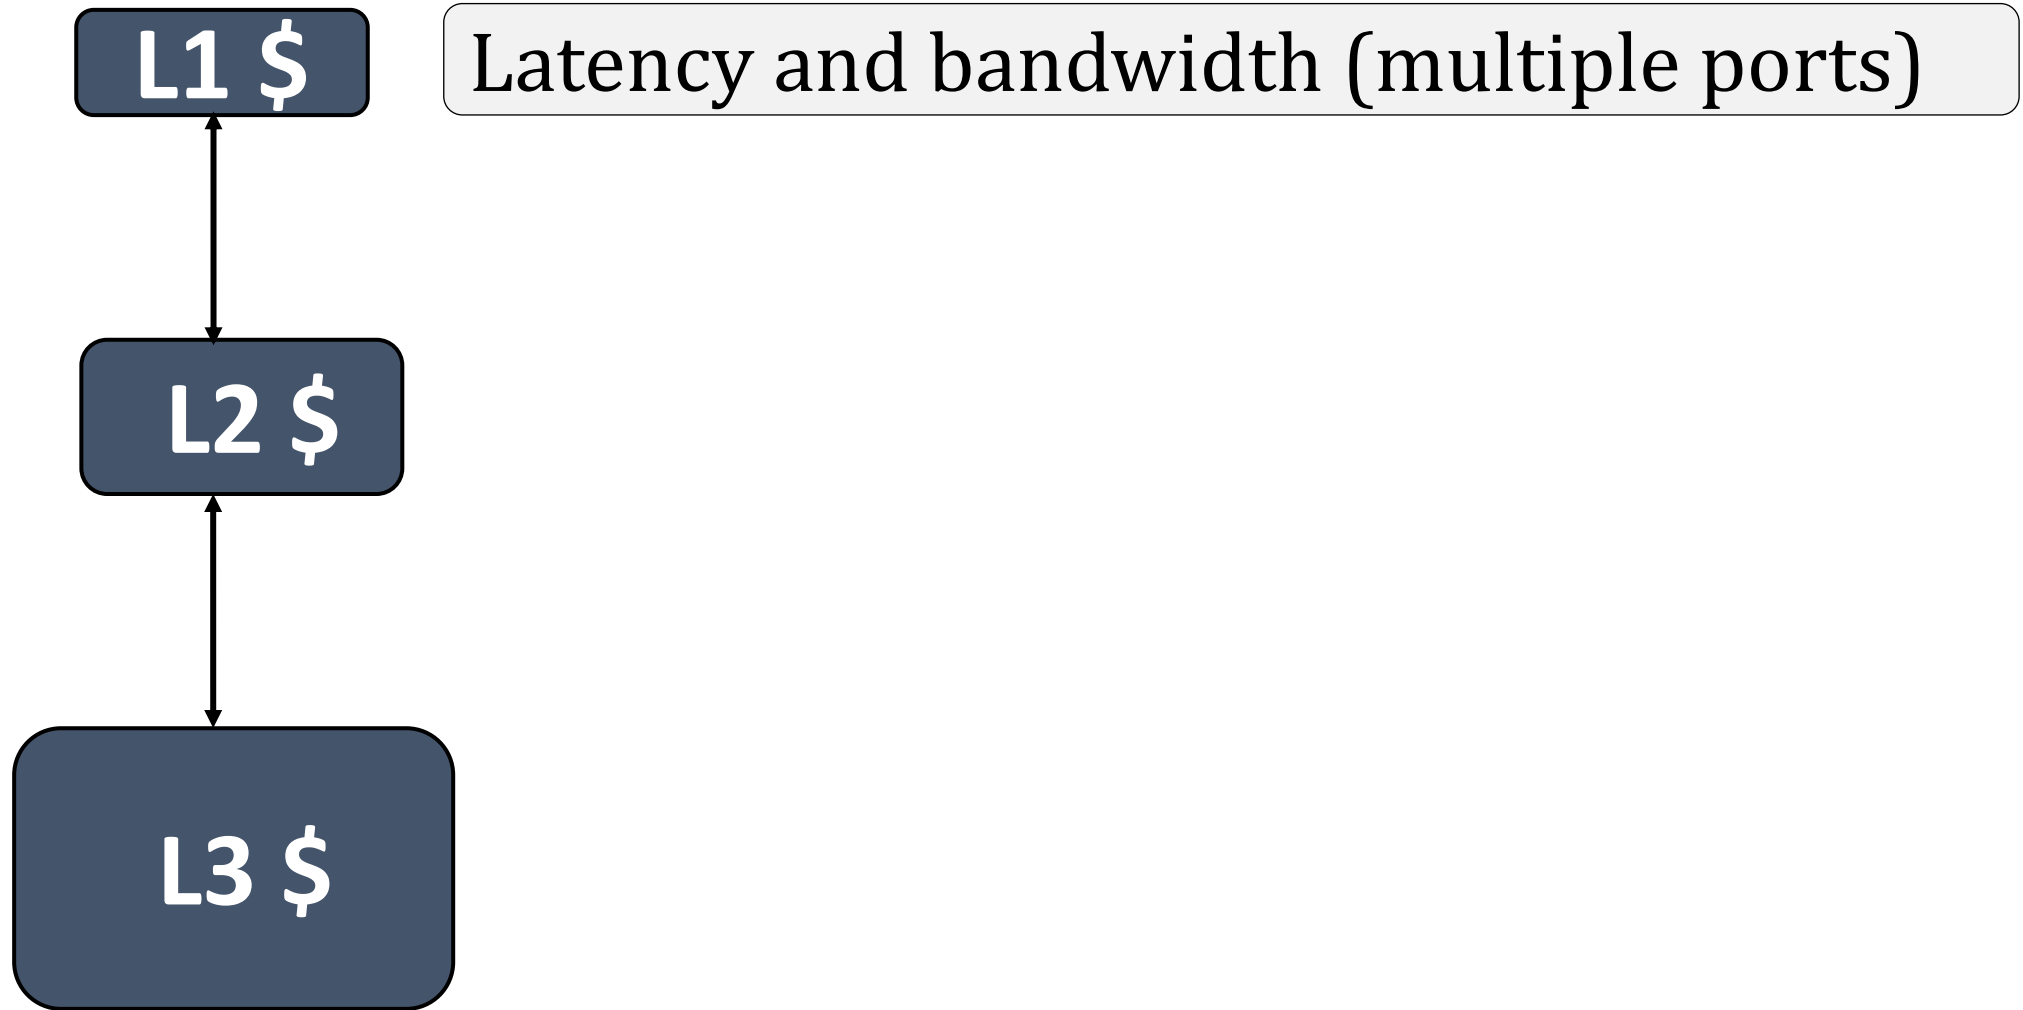 L1 $
Latency and bandwidth (multiple ports)
L2 $
L3 $